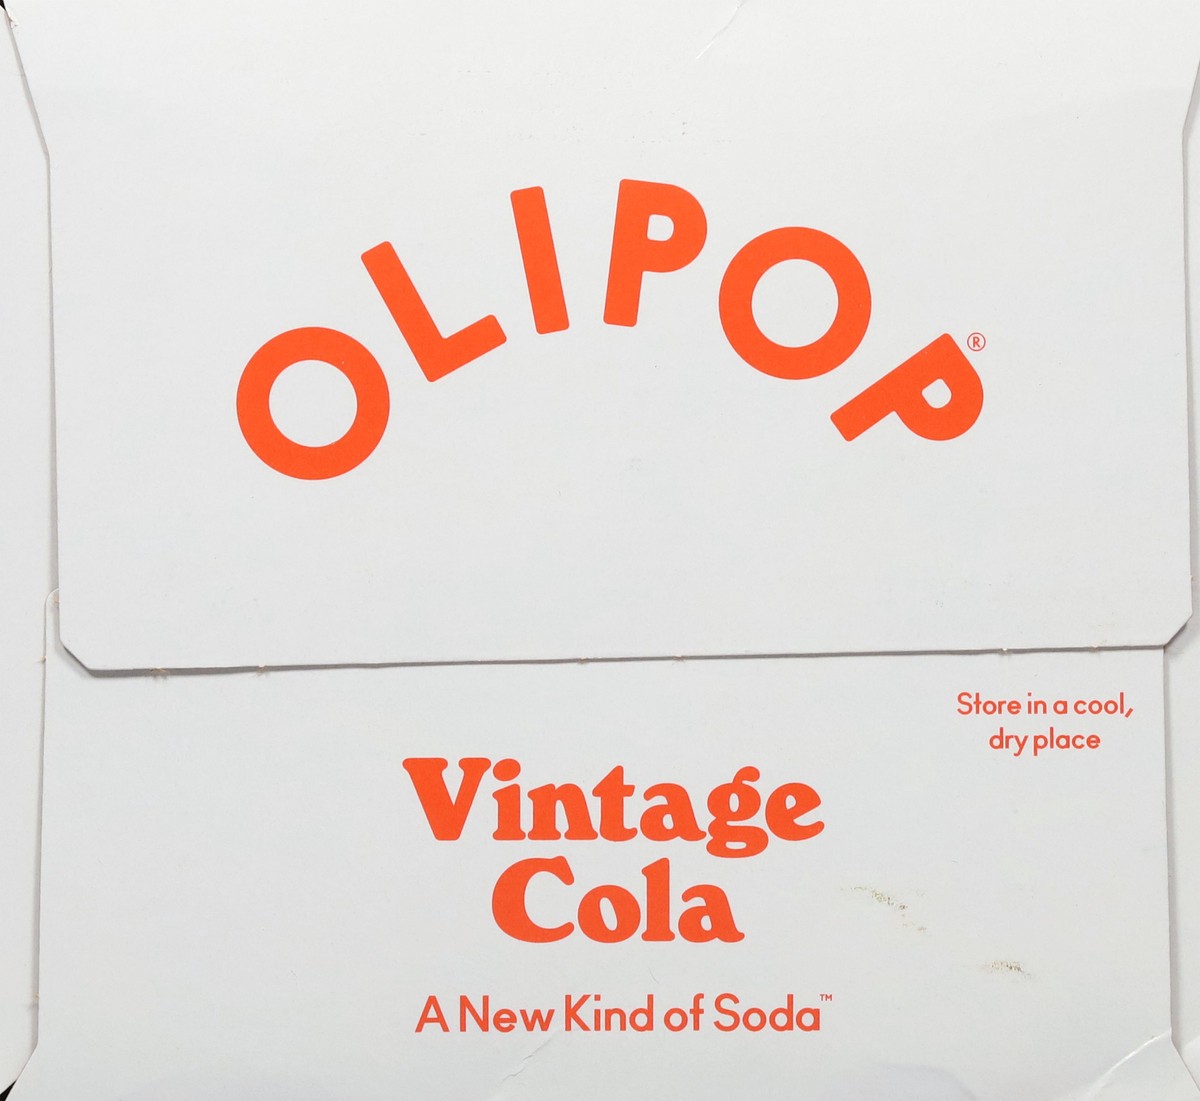 OLIPOP®
Store in a cool,
dry place
Vintage
Cola
A New Kind of Soda™